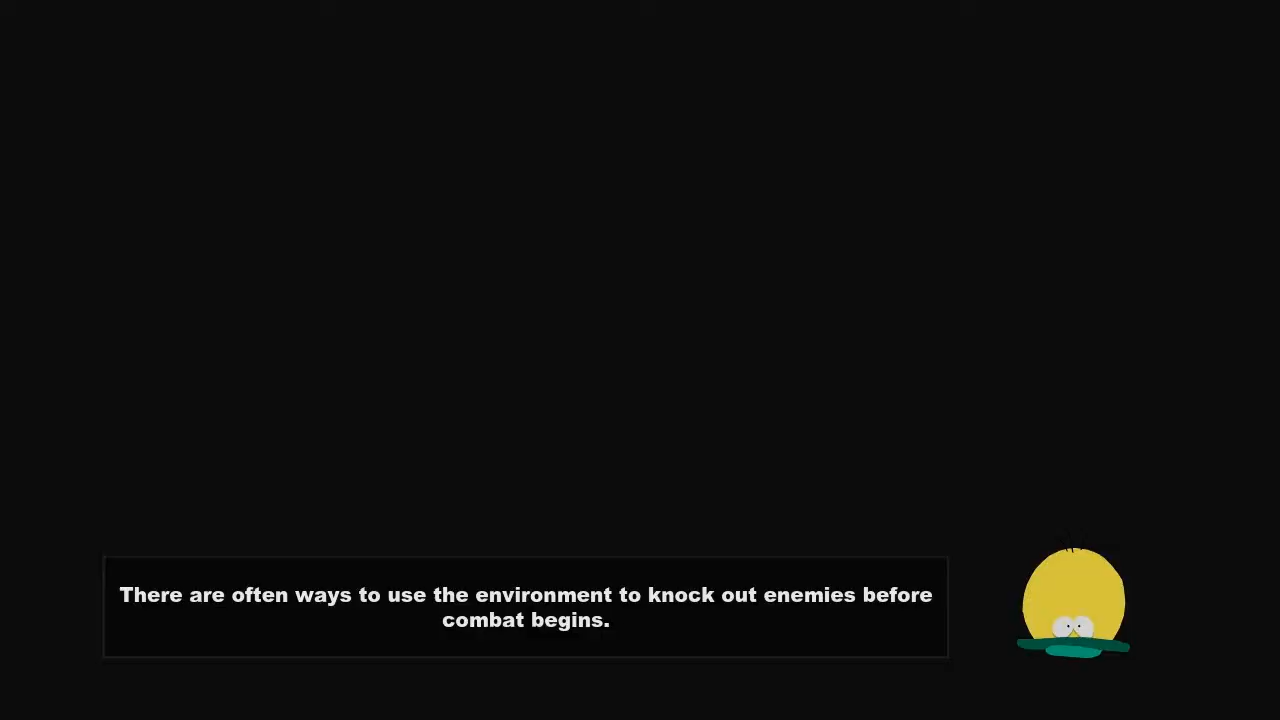 There are often ways to use the environment to knock out enemies before
combat begins.